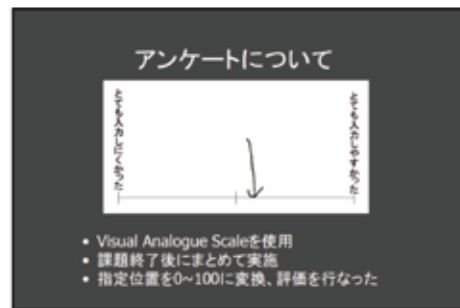 アンケートについて
とても入力しにくかった
とても入力しやすかった
• Visual Analogue Scaleを使用
• 課題終了後にまとめて実施
• 指定位置を0~100に変換、評価を行なった